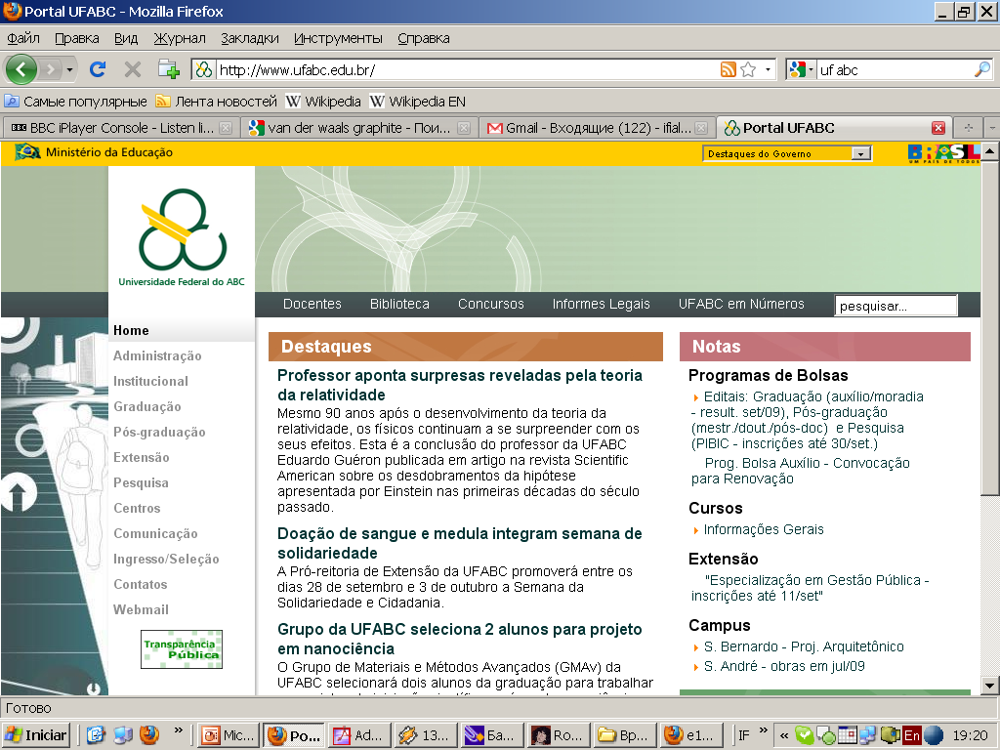 Portal UFABC - Mozilla Firefox
Файл Правка Вид Журнал Закладки Инструменты Справка
http://www.ufabc.edu.br/
uf abc
Самые популярные Лента новостей Wikipedia Wikipedia EN
BBC iPlayer Console - Listen li...
van der waals graphite - Пои...
Gmail - Входящие (122) - ifial...
Portal UFABC
Ministério da Educação
Destaques do Governo
BRASIL
UM PAÍS DE TODOS
Universidade Federal do ABC
Docentes Biblioteca Concursos Informes Legais UFABC em Números
pesquisar...
Home
Administração
Institucional
Graduação
Pós-graduação
Extensão
Pesquisa
Centros
Comunicação
Ingresso/Seleção
Contatos
Webmail
Transparência
Pública
Destaques
Professor aponta surpresas reveladas pela teoria
da relatividade
Mesmo 90 anos após o desenvolvimento da teoria da
relatividade, os físicos continuam a se surpreender com os
seus efeitos. Esta é a conclusão do professor da UFABC
Eduardo Guéron publicada em artigo na revista Scientific
American sobre os desdobramentos da hipótese
apresentada por Einstein nas primeiras décadas do século
passado.
Doação de sangue e medula integram semana de
solidariedade
A Pró-reitoria de Extensão da UFABC promoverá entre os
dias 28 de setembro e 3 de outubro a Semana da
Solidariedade e Cidadania.
Grupo da UFABC seleciona 2 alunos para projeto
em nanociência
O Grupo de Materiais e Métodos Avançados (GMAv) da
UFABC selecionará dois alunos da graduação para trabalhar
Notas
Programas de Bolsas
Editais: Graduação (auxílio/moradia
- result. set/09), Pós-graduação
(mestr./dout./pós-doc) e Pesquisa
(PIBIC - inscrições até 30/set.)
Prog. Bolsa Auxílio - Convocação
para Renovação
Cursos
Informações Gerais
Extensão
"Especialização em Gestão Pública -
inscrições até 11/set"
Campus
S. Bernardo - Proj. Arquitetônico
S. André - obras em jul/09
Готово
Iniciar » Mic... Po... Ad... 13... Ба... Ro... Вр... e1... IF » « En 19:20